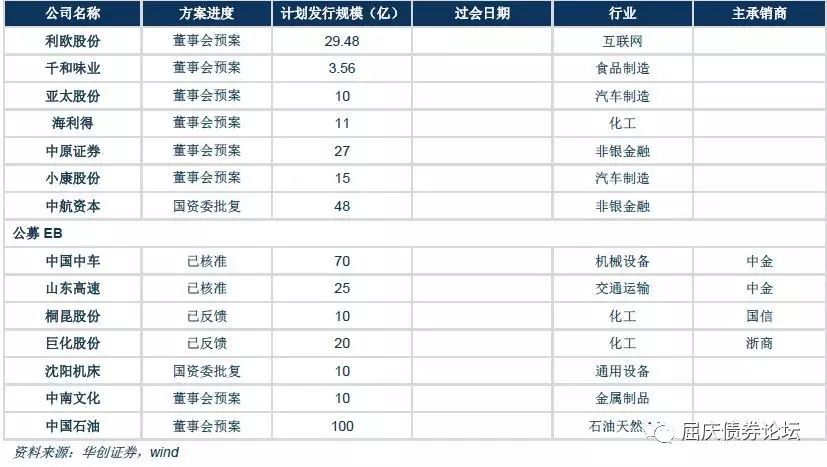 公司名称 方案进度 计划发行规模（亿） 过会日期 行业 主承销商
利欧股份 董事会预案 29.48 互联网
千和味业 董事会预案 3.56 食品制造
亚太股份 董事会预案 10 汽车制造
海利得 董事会预案 11 化工
中原证券 董事会预案 27 非银金融
小康股份 董事会预案 15 汽车制造
中航资本 国资委批复 48 非银金融
公募 EB
中国中车 已核准 70 机械设备 中金
山东高速 已核准 25 交通运输 中金
桐昆股份 已反馈 10 化工 国信
巨化股份 已反馈 20 化工 浙商
沈阳机床 国资委批复 10 通用设备
中南文化 董事会预案 10 金属制品
中国石油 董事会预案 100 石油天然
资料来源：华创证券，wind
屈庆债券论坛